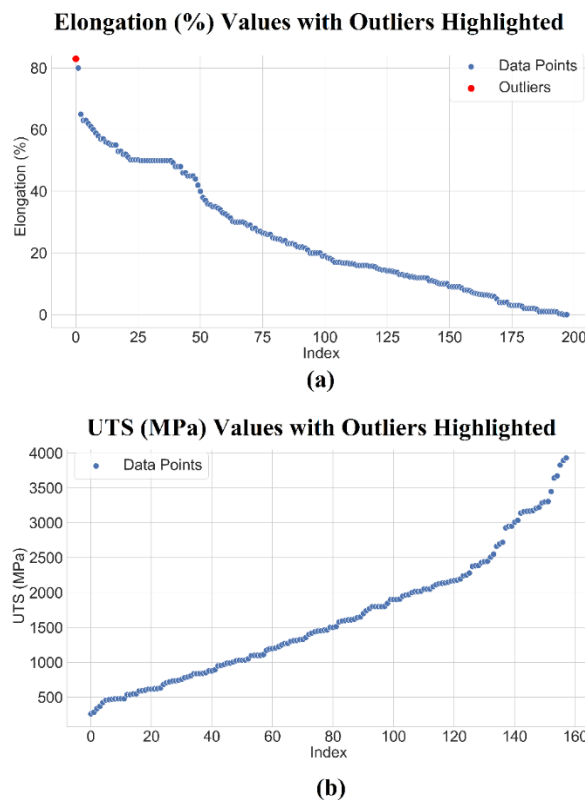 Elongation (%) Values with Outliers Highlighted
Data Points
Outliers
80
60
40
20
0
Elongation (%)
0 25 50 75 100 125 150 175 200
Index
(a)
UTS (MPa) Values with Outliers Highlighted
Data Points
4000
3500
3000
2500
2000
1500
1000
500
UTS (MPa)
0 20 40 60 80 100 120 140 160
Index
(b)